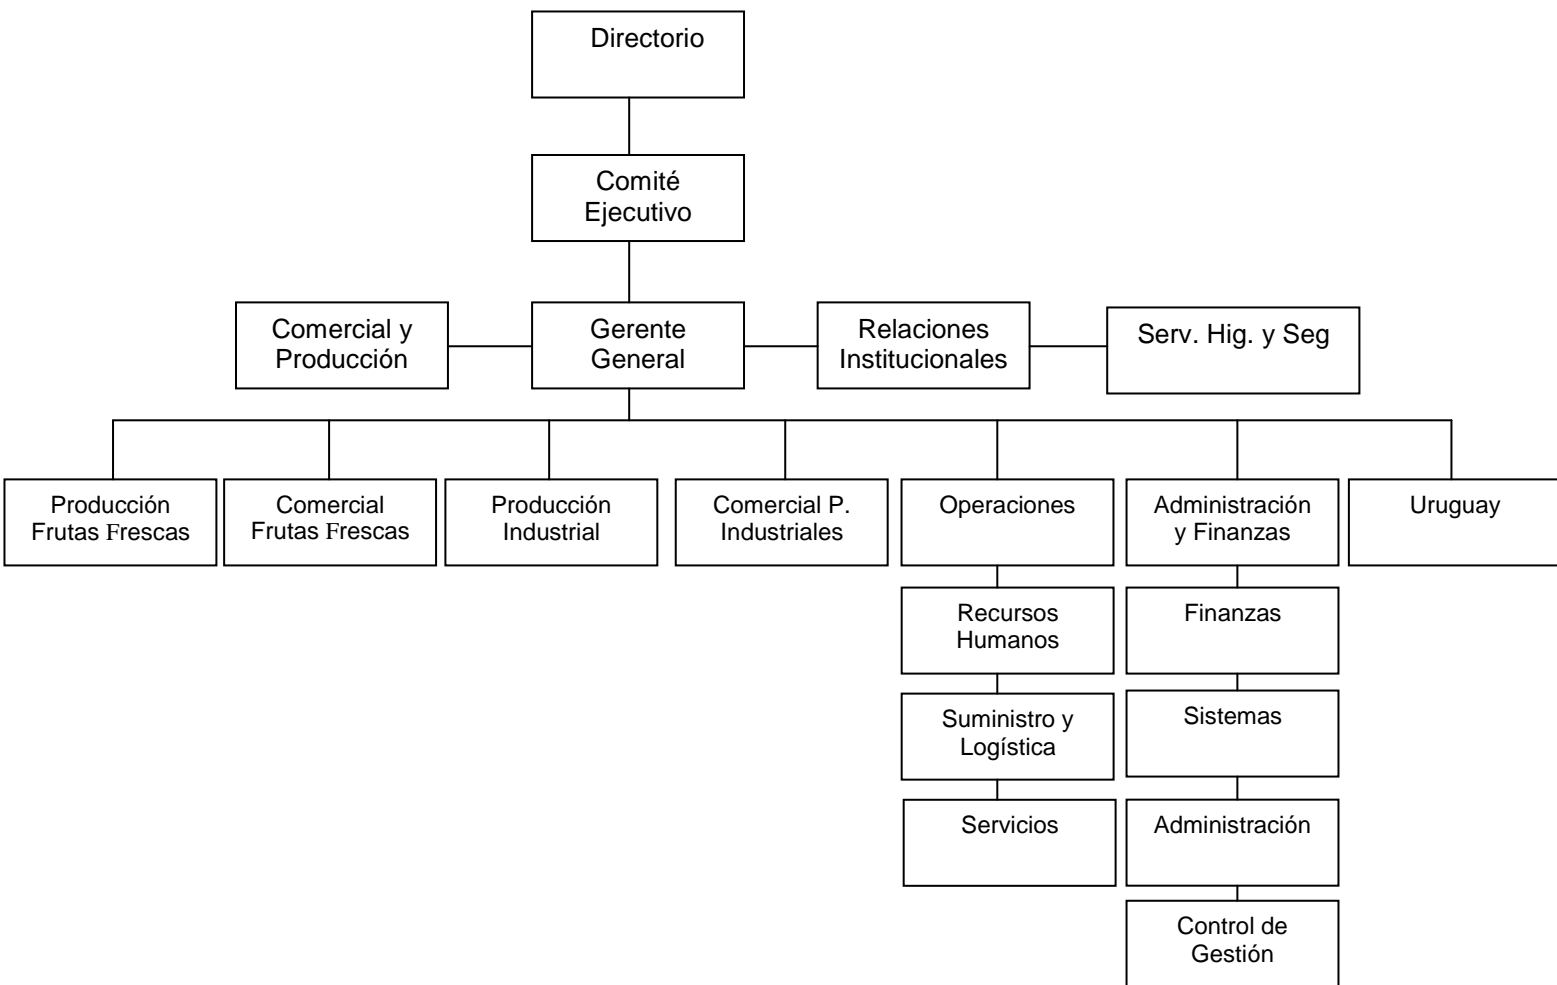 Directorio
Comité
Ejecutivo
Comercial y
Producción
Gerente
General
Relaciones
Institucionales
Serv. Hig. y Seg
Producción
Frutas Frescas
Comercial
Frutas Frescas
Producción
Industrial
Comercial P.
Industriales
Operaciones
Administración
y Finanzas
Uruguay
Recursos
Humanos
Finanzas
Suministro y
Logística
Sistemas
Servicios
Administración
Control de
Gestión